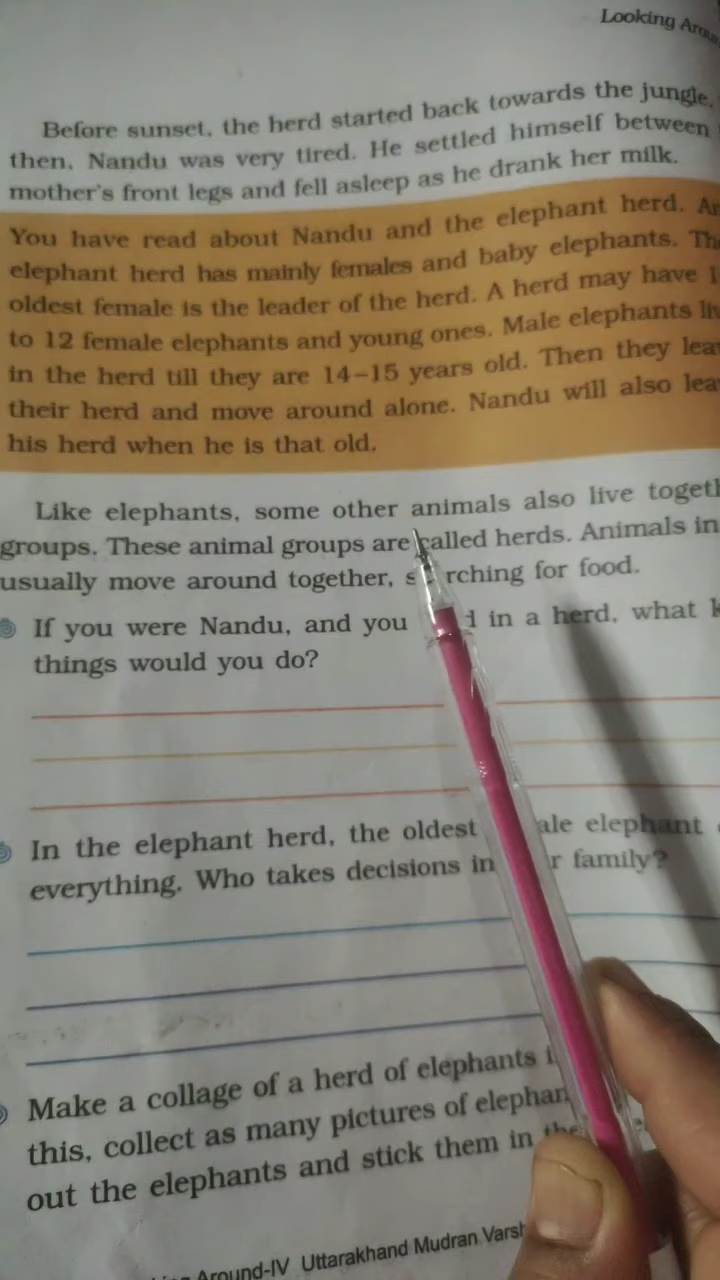 Looking
Before sunset, the herd started back towards the jungle.
then, Nandu was very tired. He settled himself between
mother's front legs and fell asleep as he drank her milk.
You have read about Nandu and the elephant herd.
elephant herd has mainly females and baby elephants.
oldest female is the leader of the herd. A herd may have
to 12 female elephants and young ones. Male elephants
in the herd till they are 14–15 years old. Then they
their herd and move around alone. Nandu will also
his herd when he is that old.
Like elephants, some other animals also live
groups. These animal groups are called herds. Animals in
usually move around together, for food.
If you were Nandu, and you in a herd, what
things would you do?
In the elephant herd, the oldest elephant
everything. Who takes decisions in family?
Make a collage of a herd of elephants
this, collect as many pictures of
out the elephants and stick them in
Around-IV Uttarakhand Mudran